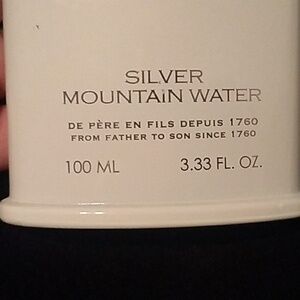 SILVER
MOUNTAIN WATER
DE PÈRE EN FILS DEPUIS 1760
FROM FATHER TO SON SINCE 1760
100 ML 3.33 FL. OZ.